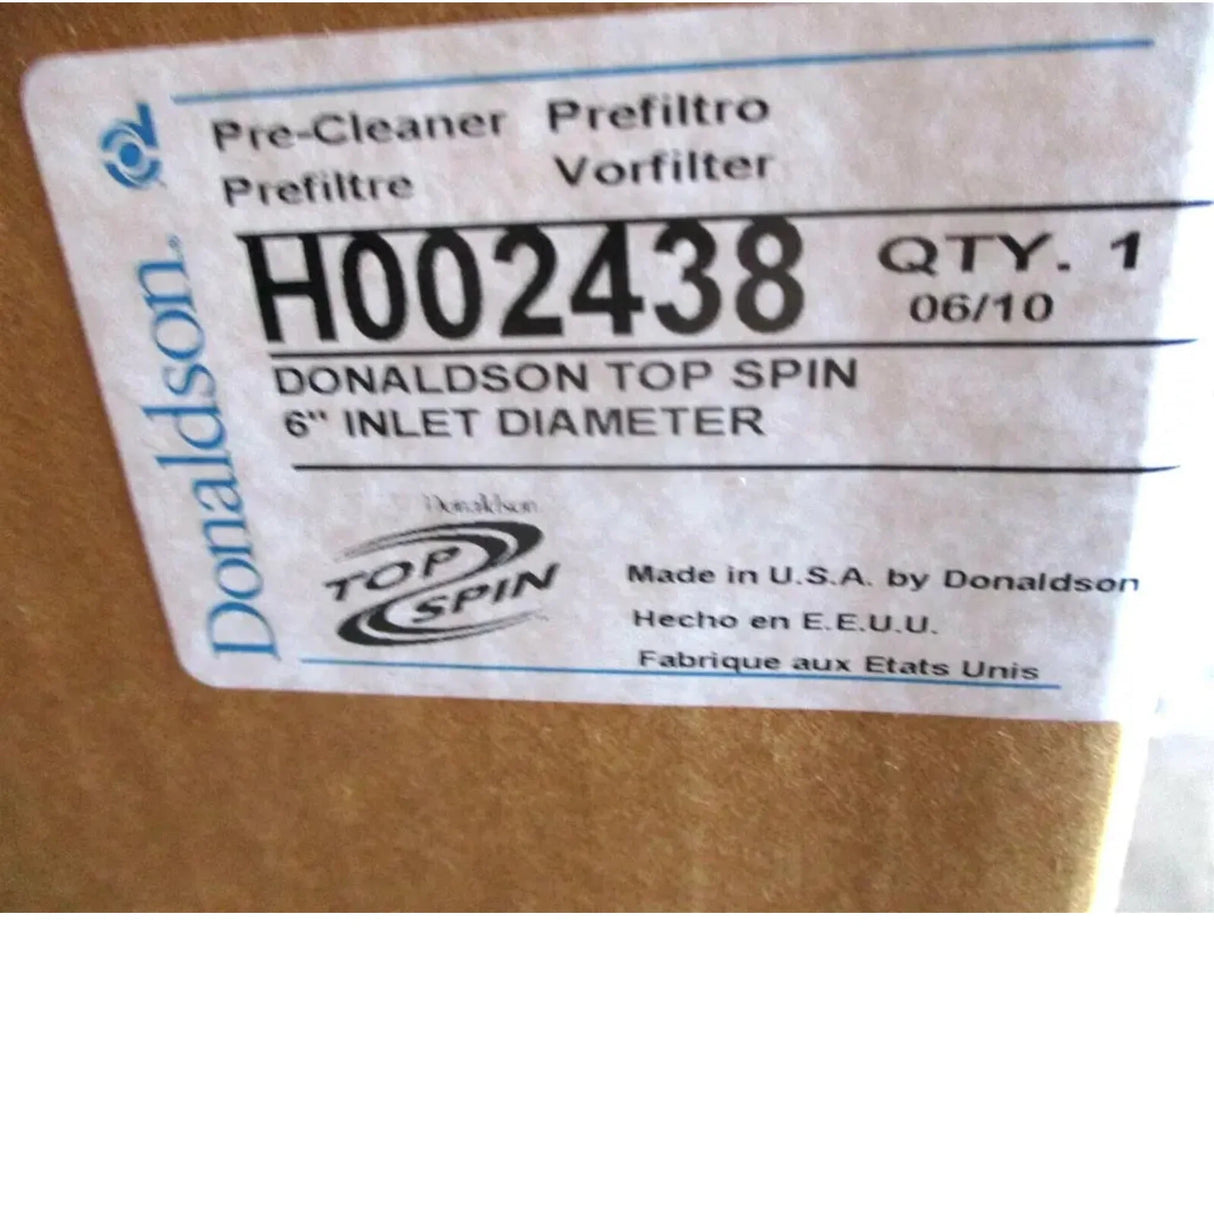 Donaldson®
Pre-Cleaner Prefiltro
Prefiltre Vorfilter
H002438 QTY. 1
06/10
DONALDSON TOP SPIN
6" INLET DIAMETER
Donaldson
TOP
SPIN
Made in U.S.A. by Donaldson
Hecho en E.E.U.U.
Fabrique aux Etats Unis